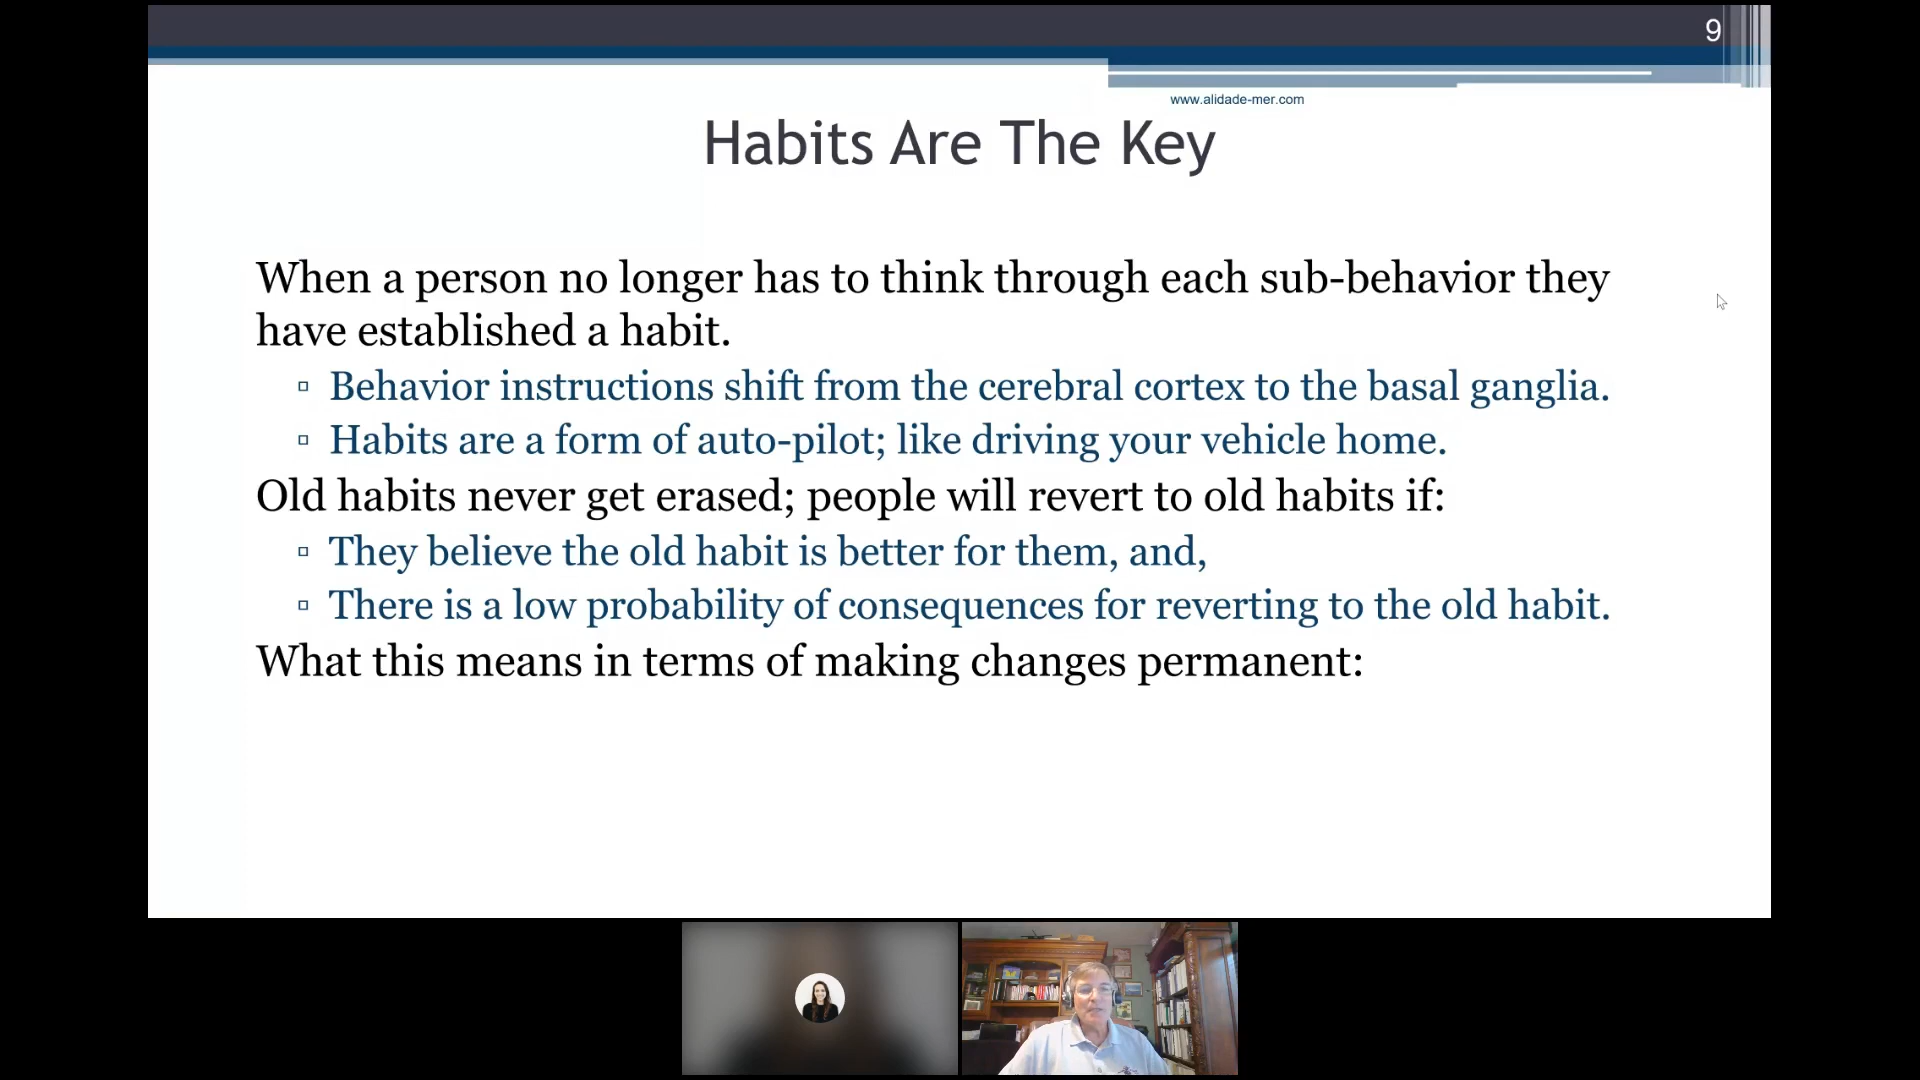 9
www.alidade-mer.com
Habits Are The Key
When a person no longer has to think through each sub-behavior they
have established a habit.
▫ Behavior instructions shift from the cerebral cortex to the basal ganglia.
▫ Habits are a form of auto-pilot; like driving your vehicle home.
Old habits never get erased; people will revert to old habits if:
▫ They believe the old habit is better for them, and,
▫ There is a low probability of consequences for reverting to the old habit.
What this means in terms of making changes permanent: